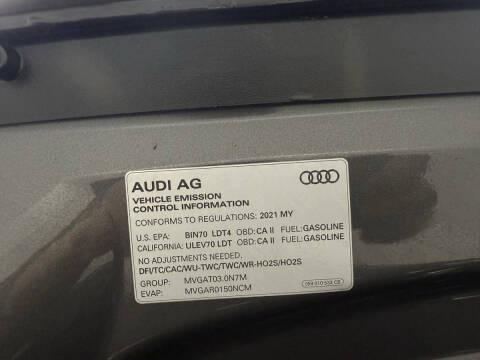 AUDI AG
VEHICLE EMISSION
CONTROL INFORMATION
CONFORMS TO REGULATIONS: 2021 MY
U.S. EPA: BIN70 LDT4 OBD: CA II FUEL:GASOLINE
CALIFORNIA: ULEV70 LDT OBD: CA II FUEL:GASOLINE
NO ADJUSTMENTS NEEDED.
DFI/TC/CAC/WU-TWC/TWC/WR-HO2S/HO2S
GROUP: MVGAT03.0N7M
EVAP: MVGAR0150NCM